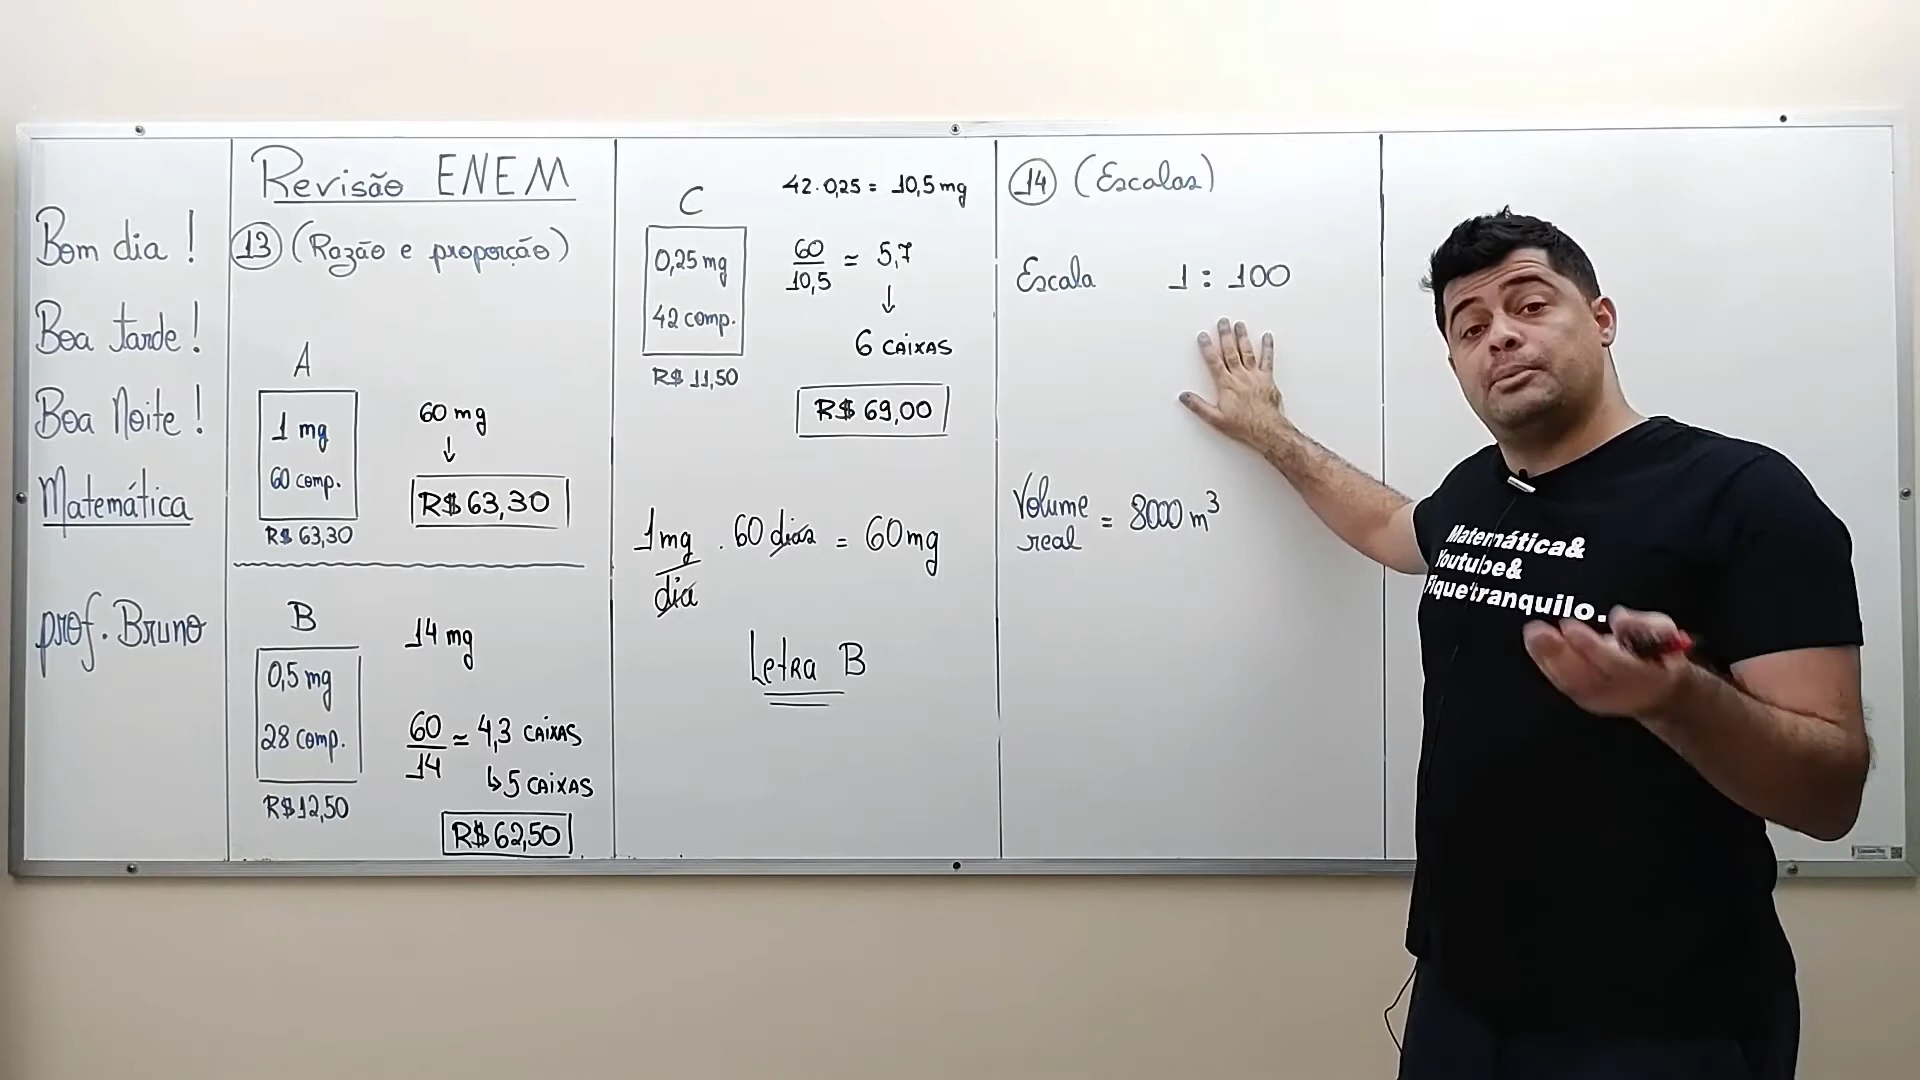 Bom dia !
Boa tarde !
Boa Noite !
Matemática
prof. Bruno
Revisão ENEM
13 (Razão e proporção)
A
1 mg
60 comp.
R$ 63,30
60 mg
↓
R$ 63,30
B
0,5 mg
28 comp.
R$ 12,50
14 mg
60/14 ≈ 4,3 CAIXAS
↳ 5 CAIXAS
R$ 62,50
C
0,25 mg
42 comp.
R$ 11,50
42 . 0,25 = 10,5 mg
60/10,5 ≈ 5,7
↓
6 CAIXAS
R$ 69,00
1mg/dia . 60 dias = 60mg
Letra B
14 (Escalas)
Escala 1 : 100
Volume real = 8000 m³
Matemática&
Youtube&
Fique tranquilo.